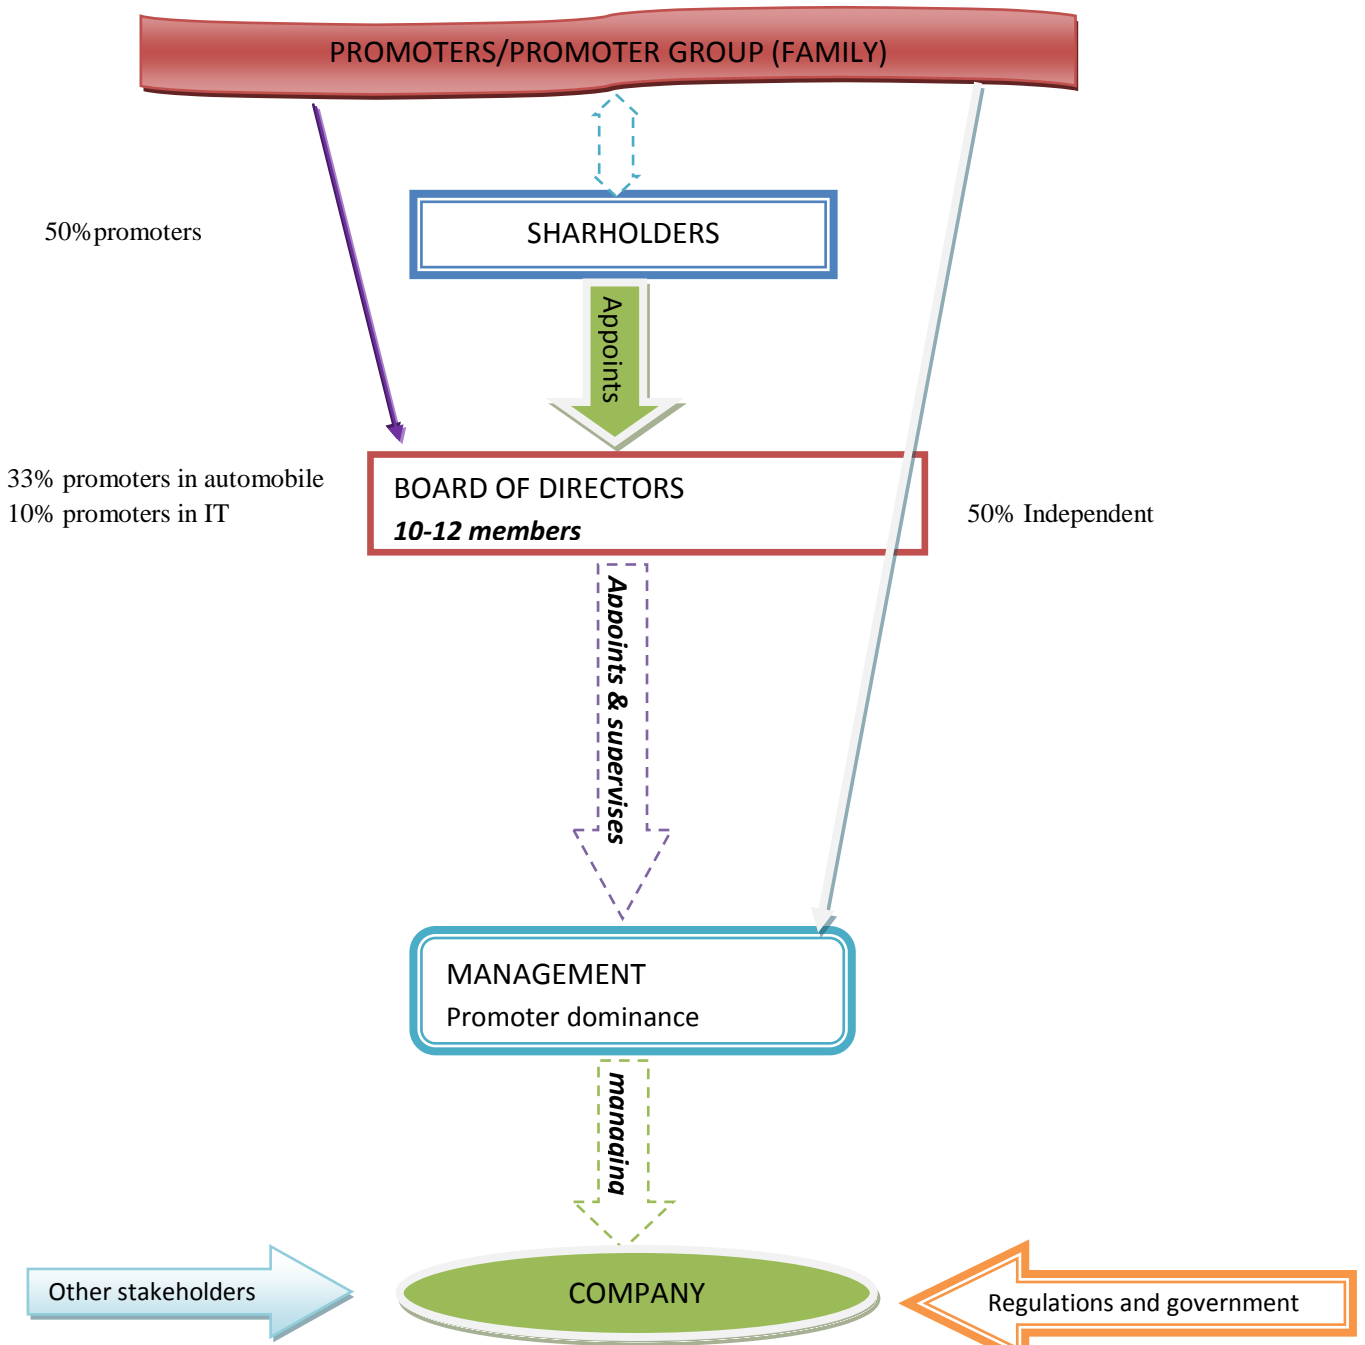 PROMOTERS/PROMOTER GROUP (FAMILY)
50%promoters
SHARHOLDERS
Appoints
33% promoters in automobile
10% promoters in IT
BOARD OF DIRECTORS
10-12 members
50% Independent
Appoints & supervises
MANAGEMENT
Promoter dominance
managing
Other stakeholders
COMPANY
Regulations and government